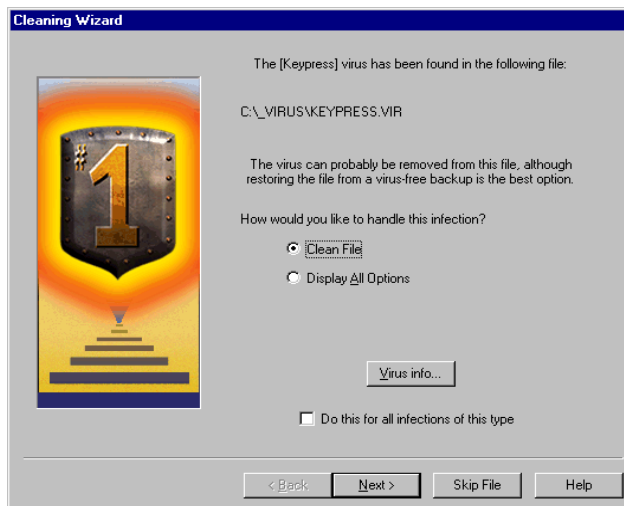 Cleaning Wizard
The [Keypress] virus has been found in the following file:
C:\_VIRUS\KEYPRESS.VIR
#1
The virus can probably be removed from this file, although
restoring the file from a virus-free backup is the best option.
How would you like to handle this infection?
Clean File
Display All Options
Virus info...
Do this for all infections of this type
< Back
Next >
Skip File
Help